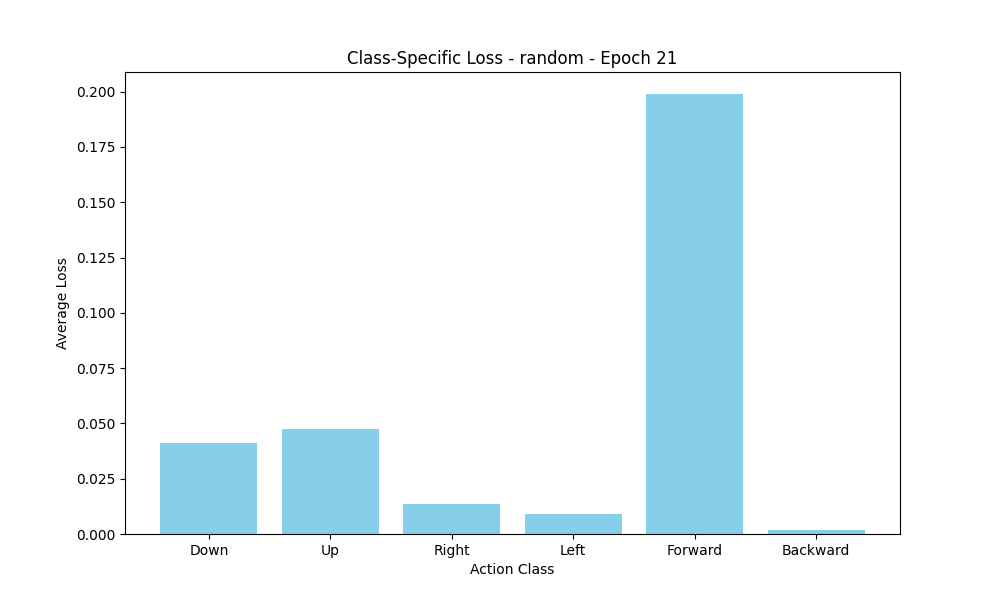 Class-Specific Loss - random - Epoch 21
0.200
0.175
0.150
0.125
0.100
0.075
0.050
0.025
0.000
Average Loss
Down Up Right Left Forward Backward
Action Class